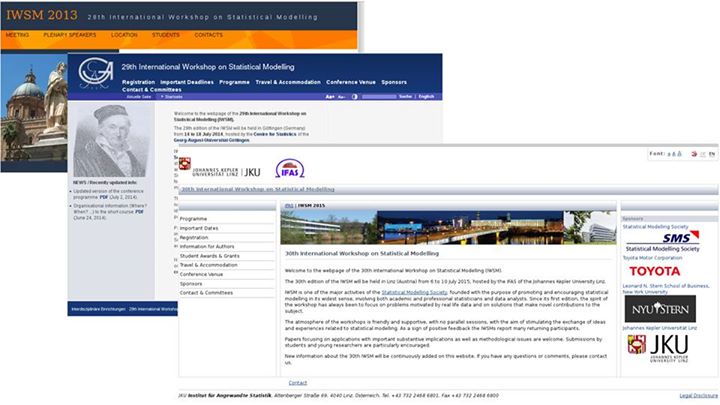 IWSM 2013 28th International Workshop on Statistical Modelling
MEETING PLENARY SPEAKERS LOCATION STUDENTS CONTACTS
29th International Workshop on Statistical Modelling
Registration Important Deadlines Programme Travel & Accommodation Conference Venue Sponsors
Contact & Committees
Aktuelle Seite Startseite
Suche English
Welcome to the webpage of the 29th International Workshop on
Statistical Modelling (IWSM).
The 29th edition of the IWSM will be held in Göttingen (Germany)
from 14 to 18 July 2014, hosted by the Centre for Statistics of the
Georg-August-Universität Göttingen
NEWS / Recently updated info:
Updated version of the conference
programme PDF (July 2, 2014).
Organisational information (Where?
When? ...) to the short course: PDF
(June 24, 2014).
Interdisziplinäre Einrichtungen 29th International Workshop
Font: A A A
EN
JOHANNES KEPLER
UNIVERSITÄT LINZ JKU
IFAS
30th International Workshop on Statistical Modelling
Programme
Important Dates
Registration
Information for Authors
Student Awards & Grants
Travel & Accommodation
Conference Venue
Sponsors
Contact & Committees
IFAS | IWSM 2015
30th International Workshop on Statistical Modelling
Welcome to the webpage of the 30th International Workshop on Statistical Modelling (IWSM).
The 30th edition of the IWSM will be held in Linz (Austria) from 6 to 10 July 2015, hosted by the IFAS of the Johannes Kepler University Linz.
IWSM is one of the major activities of the Statistical Modelling Society, founded with the purpose of promoting and encouraging statistical
modelling in its widest sense, involving both academic and professional statisticians and data analysts. Since its first edition, the spirit of
the workshop has always been to focus on problems motivated by real life data and on solutions that make novel contributions to the
subject.
The atmosphere of the workshops is friendly and supportive, with no parallel sessions, with the aim of stimulating the exchange of ideas
and experiences related to statistical modelling. As a sign of positive feedback the IWSMs report many returning participants.
Papers focusing on applications with important substantive implications as well as methodological issues are welcome. Submissions by
students and young researchers are particularly encouraged.
New information about the 30th IWSM will be continuously added on this website. If you have any questions or comments, please contact
us.
Contact
Sponsors
Statistical Modelling Society
SMS
Statistical Modelling Society
Toyota Motor Corporation
TOYOTA
Leonard N. Stern School of Business,
New York University
NYU STERN
Johannes Kepler Universität Linz
JKU
JOHANNES KEPLER
UNIVERSITY LINZ
JKU Institut für Angewandte Statistik, Altenberger Straße 69, 4040 Linz, Österreich, Tel. +43 732 2468 6801, Fax +43 732 2468 6800
Legal Disclosure